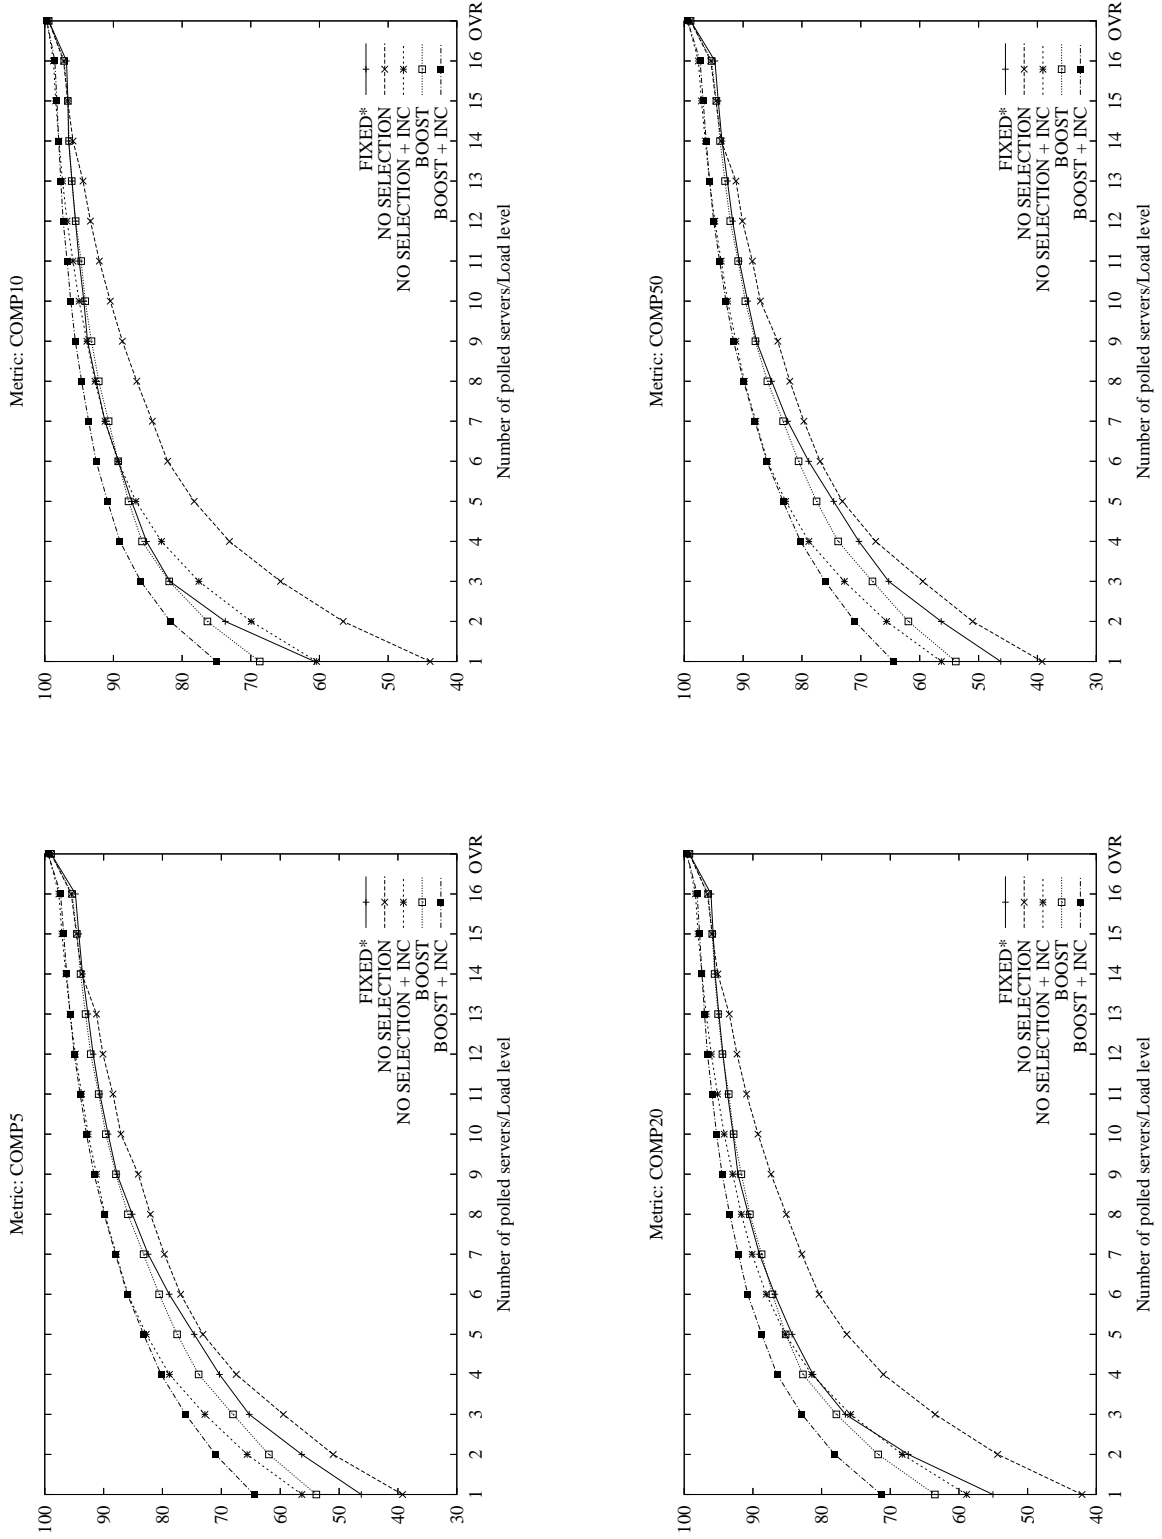 Metric: COMP5
100
90
80
70
60
50
40
30
FIXED*
NO SELECTION
NO SELECTION + INC
BOOST
BOOST + INC
1 2 3 4 5 6 7 8 9 10 11 12 13 14 15 16 OVR
Number of polled servers/Load level
Metric: COMP10
100
90
80
70
60
50
40
FIXED*
NO SELECTION
NO SELECTION + INC
BOOST
BOOST + INC
1 2 3 4 5 6 7 8 9 10 11 12 13 14 15 16 OVR
Number of polled servers/Load level
Metric: COMP20
100
90
80
70
60
50
40
FIXED*
NO SELECTION
NO SELECTION + INC
BOOST
BOOST + INC
1 2 3 4 5 6 7 8 9 10 11 12 13 14 15 16 OVR
Number of polled servers/Load level
Metric: COMP50
100
90
80
70
60
50
40
30
FIXED*
NO SELECTION
NO SELECTION + INC
BOOST
BOOST + INC
1 2 3 4 5 6 7 8 9 10 11 12 13 14 15 16 OVR
Number of polled servers/Load level